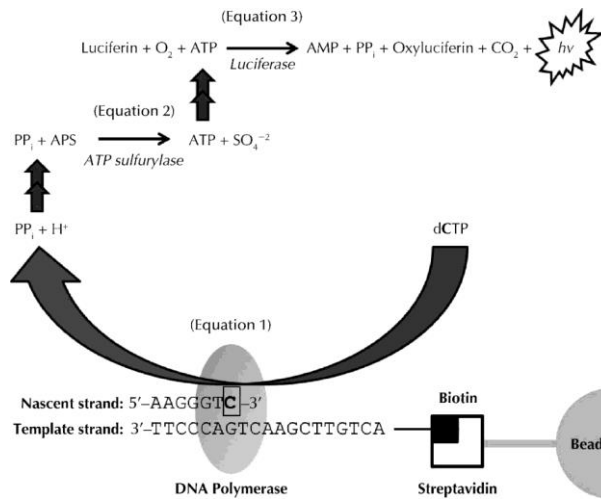 (Equation 3)
Luciferin + O₂ + ATP → AMP + PPᵢ + Oxyluciferin + CO₂ + hν
Luciferase
(Equation 2)
PPᵢ + APS → ATP + SO₄⁻²
ATP sulfurylase
PPᵢ + H⁺
dCTP
(Equation 1)
Nascent strand: 5′–AAGGGTC–3′
Template strand: 3′–TTCCCAGTCAAGCTTGTCA
DNA Polymerase
Biotin
Streptavidin
Bead